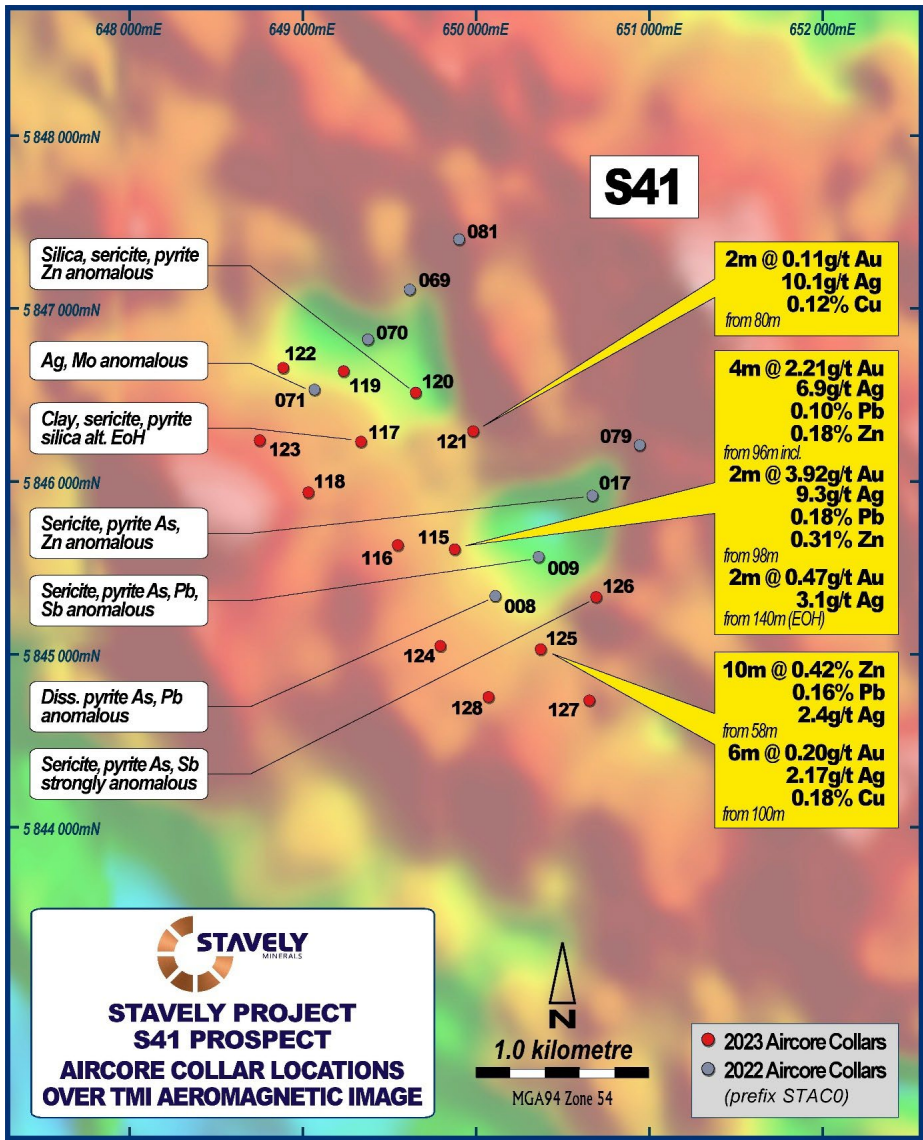 648 000mE
649 000mE
650 000mE
651 000mE
652 000mE
5 848 000mN
S41
081
Silica, sericite, pyrite
Zn anomalous
2m @ 0.11g/t Au
10.1g/t Ag
0.12% Cu
from 80m
069
5 847 000mN
070
Ag, Mo anomalous
122
119
120
071
4m @ 2.21g/t Au
6.9g/t Ag
0.10% Pb
0.18% Zn
from 96m incl.
2m @ 3.92g/t Au
9.3g/t Ag
0.18% Pb
0.31% Zn
from 98m
2m @ 0.47g/t Au
3.1g/t Ag
from 140m (EOH)
Clay, sericite, pyrite
silica alt. EoH
117
121
079
123
118
5 846 000mN
017
Sericite, pyrite As,
Zn anomalous
115
116
009
Sericite, pyrite As, Pb,
Sb anomalous
008
126
124
125
5 845 000mN
10m @ 0.42% Zn
0.16% Pb
2.4g/t Ag
from 58m
6m @ 0.20g/t Au
2.17g/t Ag
0.18% Cu
from 100m
Diss. pyrite As, Pb
anomalous
128
127
Sericite, pyrite As, Sb
strongly anomalous
5 844 000mN
STAVELY
MINERALS
STAVELY PROJECT
S41 PROSPECT
AIRCORE COLLAR LOCATIONS
OVER TMI AEROMAGNETIC IMAGE
N
1.0 kilometre
MGA94 Zone 54
2023 Aircore Collars
2022 Aircore Collars
(prefix STAC0)